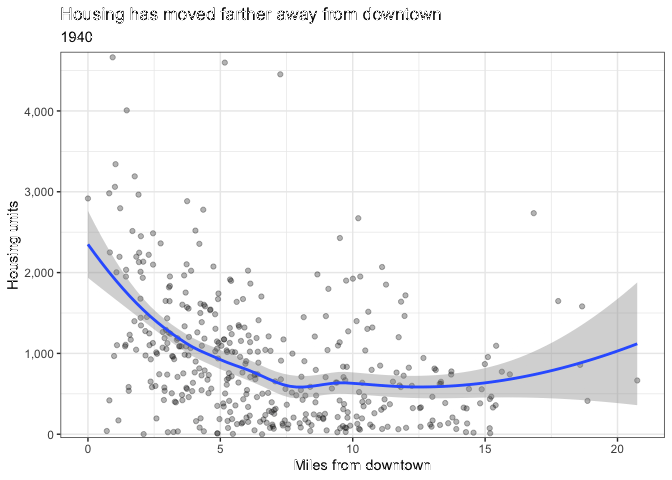 Housing has moved farther away from downtown
1940
4,000
3,000
2,000
1,000
0
Housing units
0 5 10 15 20
Miles from downtown